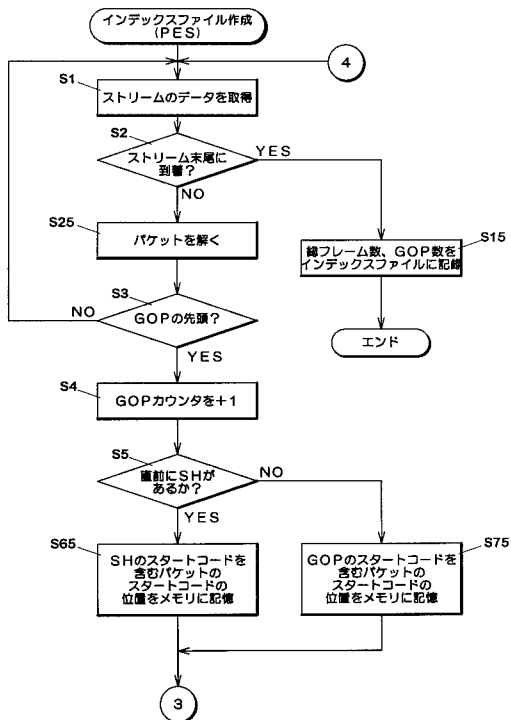 インデックスファイル作成
(PES)
4
S1
ストリームのデータを取得
S2
ストリーム末尾に
到着?
YES
NO
S25
パケットを解く
S15
総フレーム数、GOP数を
インデックスファイルに記録
エンド
S3
GOPの先頭?
NO
YES
S4
GOPカウンタを+1
S5
直前にSHが
あるか?
NO
YES
S65
SHのスタートコードを
含むパケットの
スタートコードの
位置をメモリに記憶
S75
GOPのスタートコードを
含むパケットの
スタートコードの
位置をメモリに記憶
3